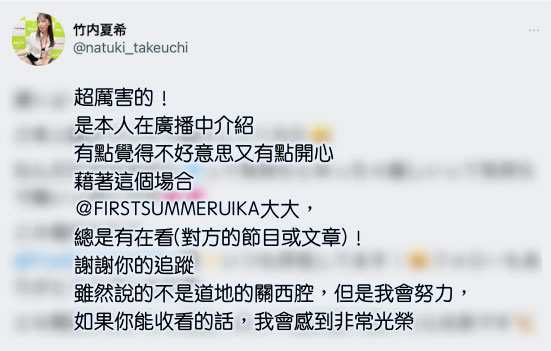 竹内夏希
@natuki_takeuchi
超厲害的！
是本人在廣播中介紹
有點覺得不好意思又有點開心
藉著這個場合
@FIRSTSUMMERUIKA大大，
總是有在看(對方的節目或文章)！
謝謝你的追蹤
雖然說的不是道地的關西腔，但是我會努力，
如果你能收看的話，我會感到非常光榮